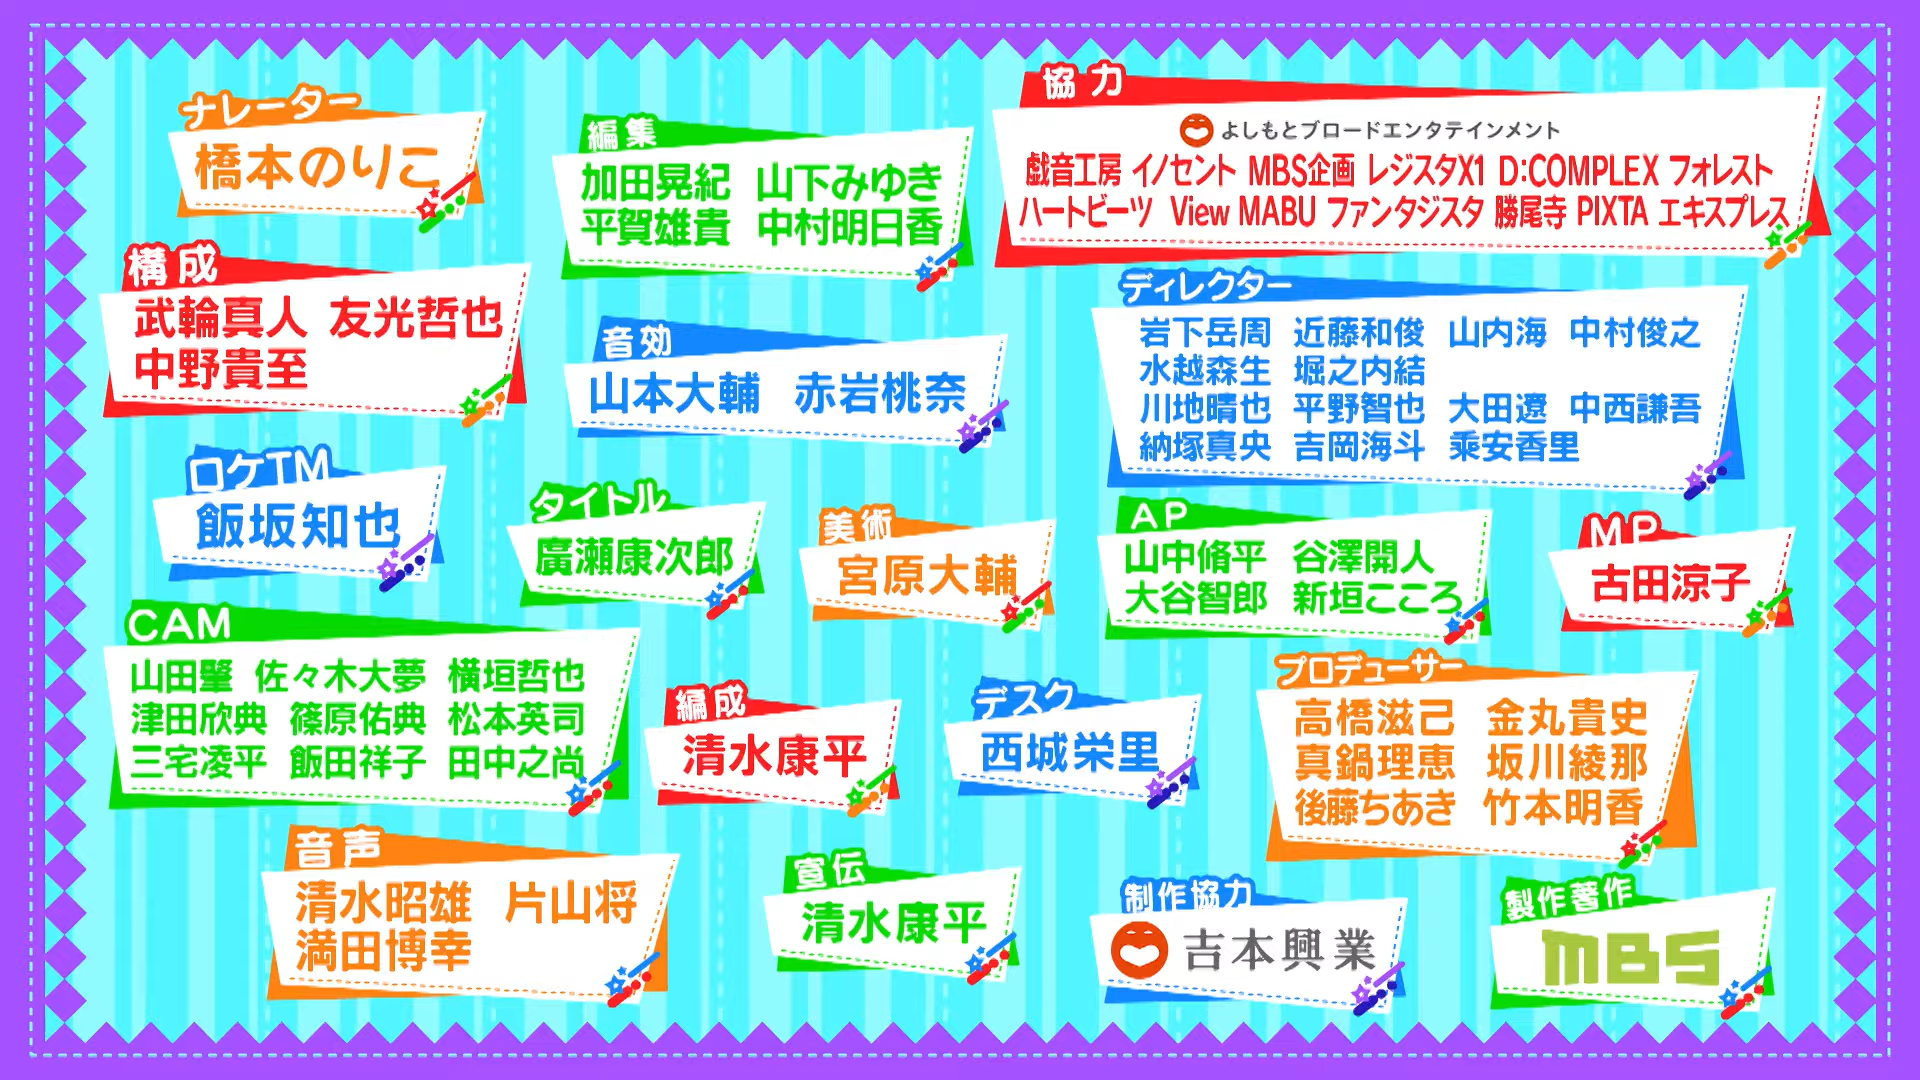 ナレーター
橋本のりこ
構成
武輪真人 友光哲也
中野貴至
ロケTM
飯坂知也
CAM
山田肇 佐々木大夢 横垣哲也
津田欣典 篠原佑典 松本英司
三宅凌平 飯田祥子 田中之尚
音声
清水昭雄 片山将
満田博幸
編集
加田晃紀 山下みゆき
平賀雄貴 中村明日香
音効
山本大輔 赤岩桃奈
タイトル
廣瀬康次郎
美術
宮原大輔
編成
清水康平
デスク
西城栄里
宣伝
清水康平
協力
よしもとブロードエンタテインメント
戯音工房 イノセント MBS企画 レジスタX1 D:COMPLEX フォレスト
ハートビーツ View MABU ファンタジスタ 勝尾寺 PIXTA エキスプレス
ディレクター
岩下岳周 近藤和俊 山内海 中村俊之
水越森生 堀之内結
川地晴也 平野智也 大田遼 中西謙吾
納塚真央 吉岡海斗 乘安香里
AP
山中脩平 谷澤開人
大谷智郎 新垣こころ
MP
古田涼子
プロデューサー
高橋滋己 金丸貴史
真鍋理恵 坂川綾那
後藤ちあき 竹本明香
制作協力
吉本興業
製作著作
MBS